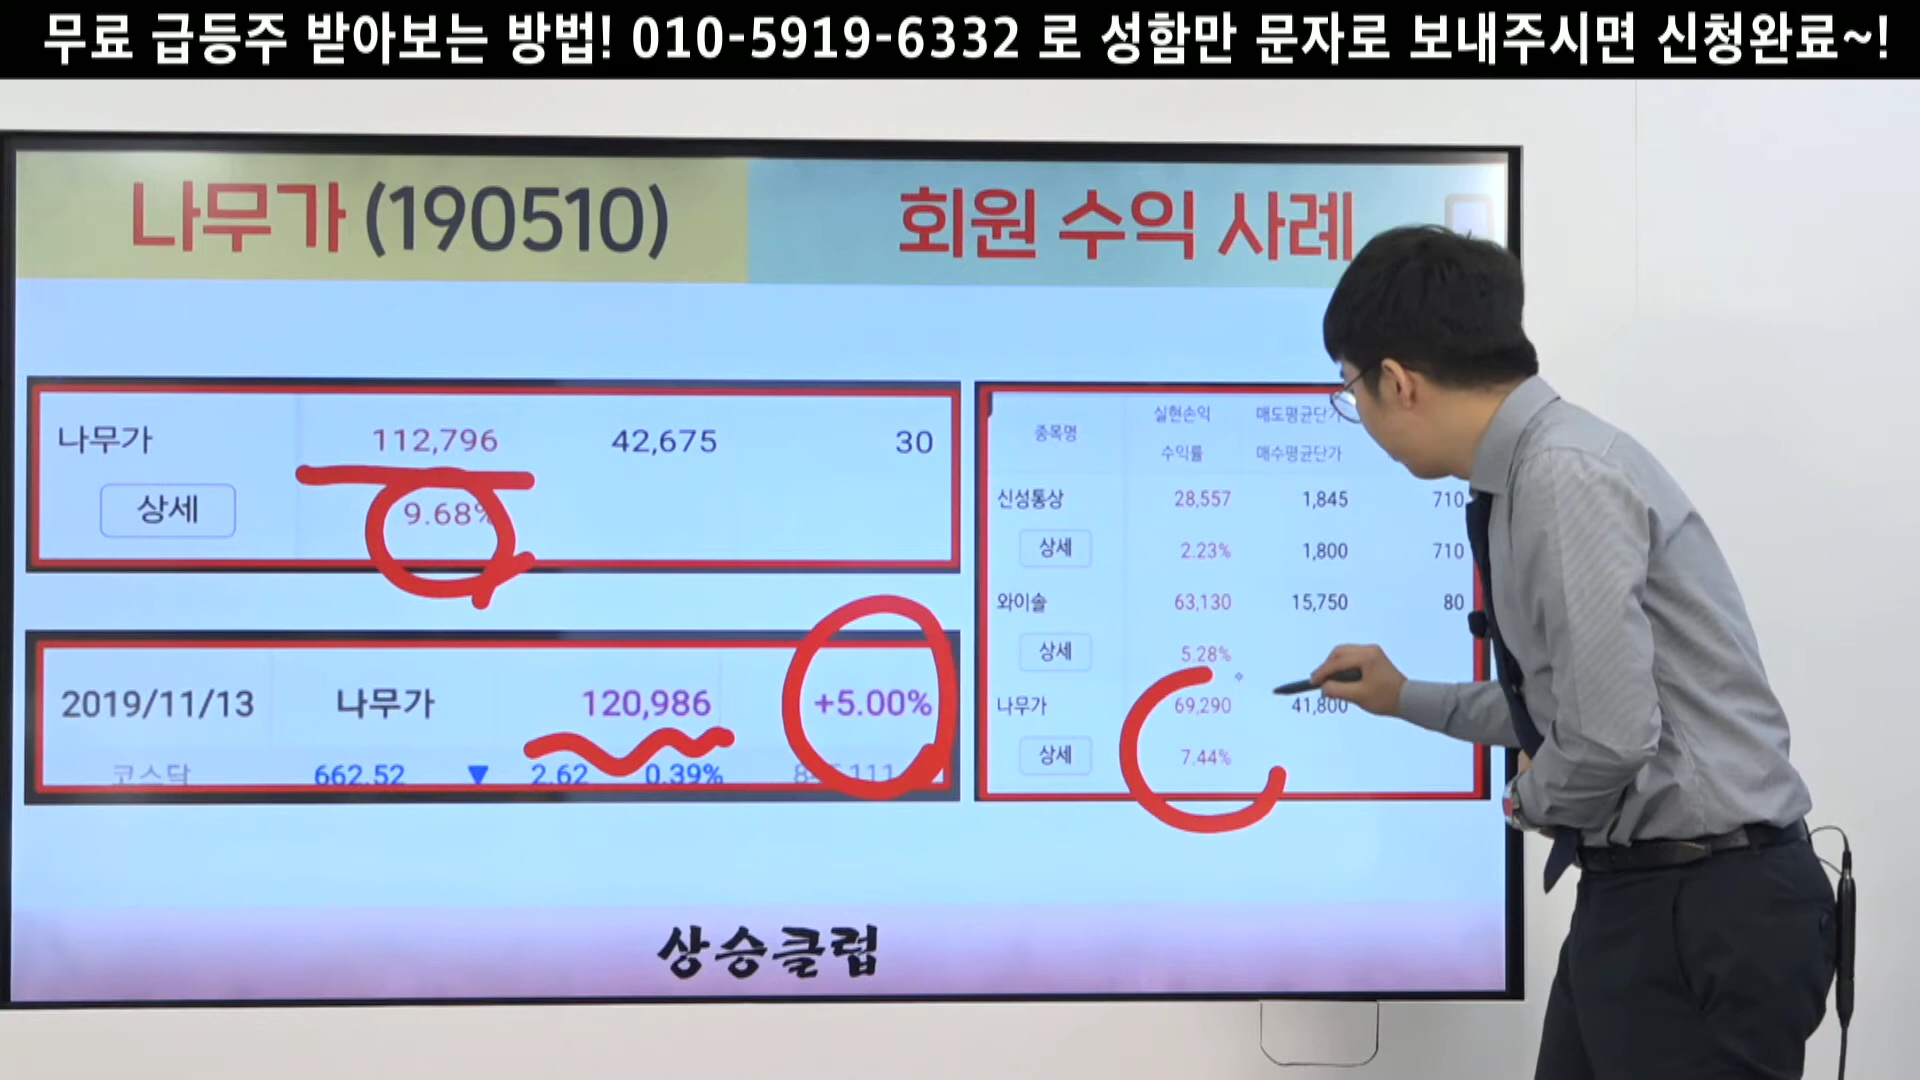 무료 급등주 받아보는 방법! 010-5919-6332 로 성함만 문자로 보내주시면 신청완료~!
나무가 (190510)
회원 수익 사례
나무가 112,796 42,675 30
상세 9.68%
2019/11/13 나무가 120,986 +5.00%
코스닥 662.52 ▼ 2.62 0.39%
종목명 실현손익 매도평균단가
수익률 매수평균단가
신성통상 28,557 1,845 710
상세 2.23% 1,800 710
와이솔 63,130 15,750 80
상세 5.28%
나무가 69,290 41,800
상세 7.44%
상승클럽